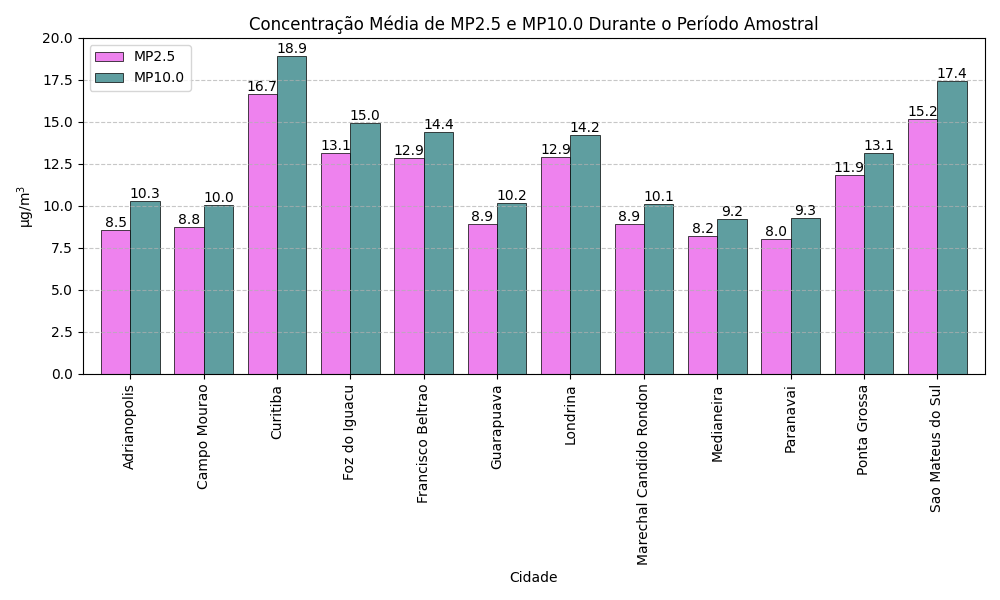 Concentração Média de MP2.5 e MP10.0 Durante o Período Amostral
MP2.5
MP10.0
µg/m³
20.0
17.5
15.0
12.5
10.0
7.5
5.0
2.5
0.0
8.5 10.3
8.8 10.0
16.7 18.9
13.1 15.0
12.9 14.4
8.9 10.2
12.9 14.2
8.9 10.1
8.2 9.2
8.0 9.3
11.9 13.1
15.2 17.4
Adrianopolis
Campo Mourao
Curitiba
Foz do Iguacu
Francisco Beltrao
Guarapuava
Londrina
Marechal Candido Rondon
Medianeira
Paranavai
Ponta Grossa
Sao Mateus do Sul
Cidade